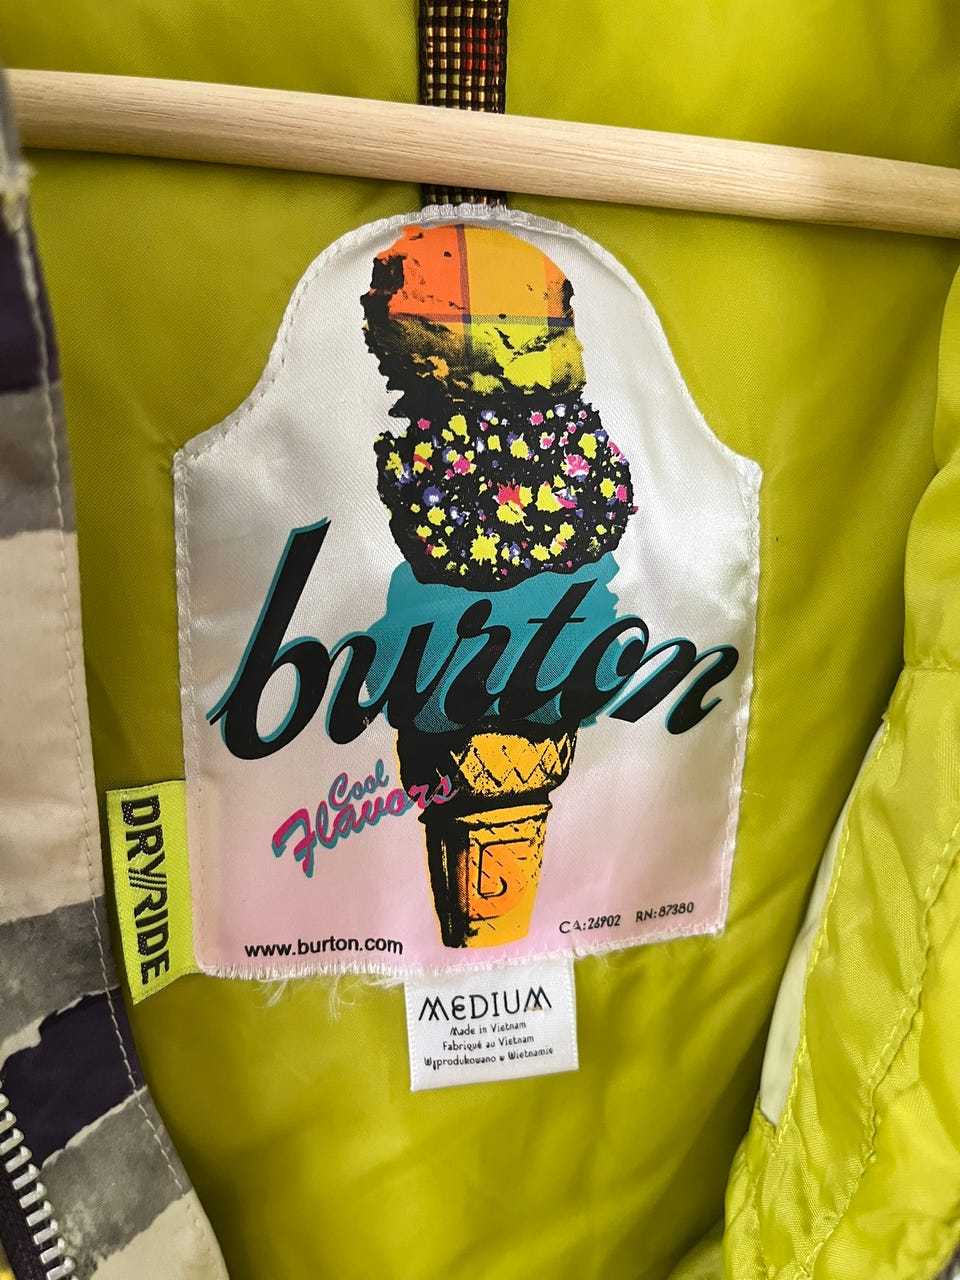 burton
Cool
Flavors
DRY//RIDE
www.burton.com
CA:26902 RN:87380
MEDIUM
Made in Vietnam
Fabriqué au Vietnam
Wyprodukowano w Wietnamie